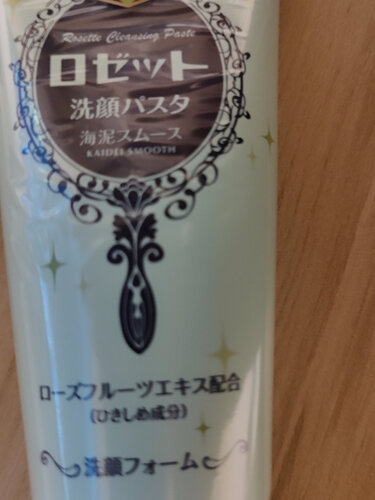 Rosette Cleansing Paste
ロゼット
洗顔パスタ
海泥スムース
KAIDEI SMOOTH
ローズフルーツエキス配合
(ひきしめ成分)
洗顔フォーム